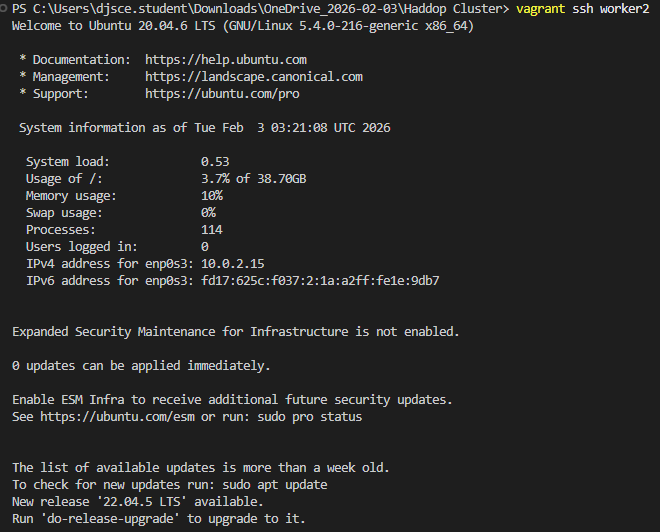 PS C:\Users\djsce.student\Downloads\OneDrive_2026-02-03\Haddop Cluster> vagrant ssh worker2
Welcome to Ubuntu 20.04.6 LTS (GNU/Linux 5.4.0-216-generic x86_64)
* Documentation:  https://help.ubuntu.com
* Management:     https://landscape.canonical.com
* Support:        https://ubuntu.com/pro
System information as of Tue Feb  3 03:21:08 UTC 2026
System load:             0.53
Usage of /:              3.7% of 38.70GB
Memory usage:            10%
Swap usage:              0%
Processes:               114
Users logged in:         0
IPv4 address for enp0s3: 10.0.2.15
IPv6 address for enp0s3: fd17:625c:f037:2:1a:a2ff:fe1e:9db7
Expanded Security Maintenance for Infrastructure is not enabled.
0 updates can be applied immediately.
Enable ESM Infra to receive additional future security updates.
See https://ubuntu.com/esm or run: sudo pro status
The list of available updates is more than a week old.
To check for new updates run: sudo apt update
New release '22.04.5 LTS' available.
Run 'do-release-upgrade' to upgrade to it.